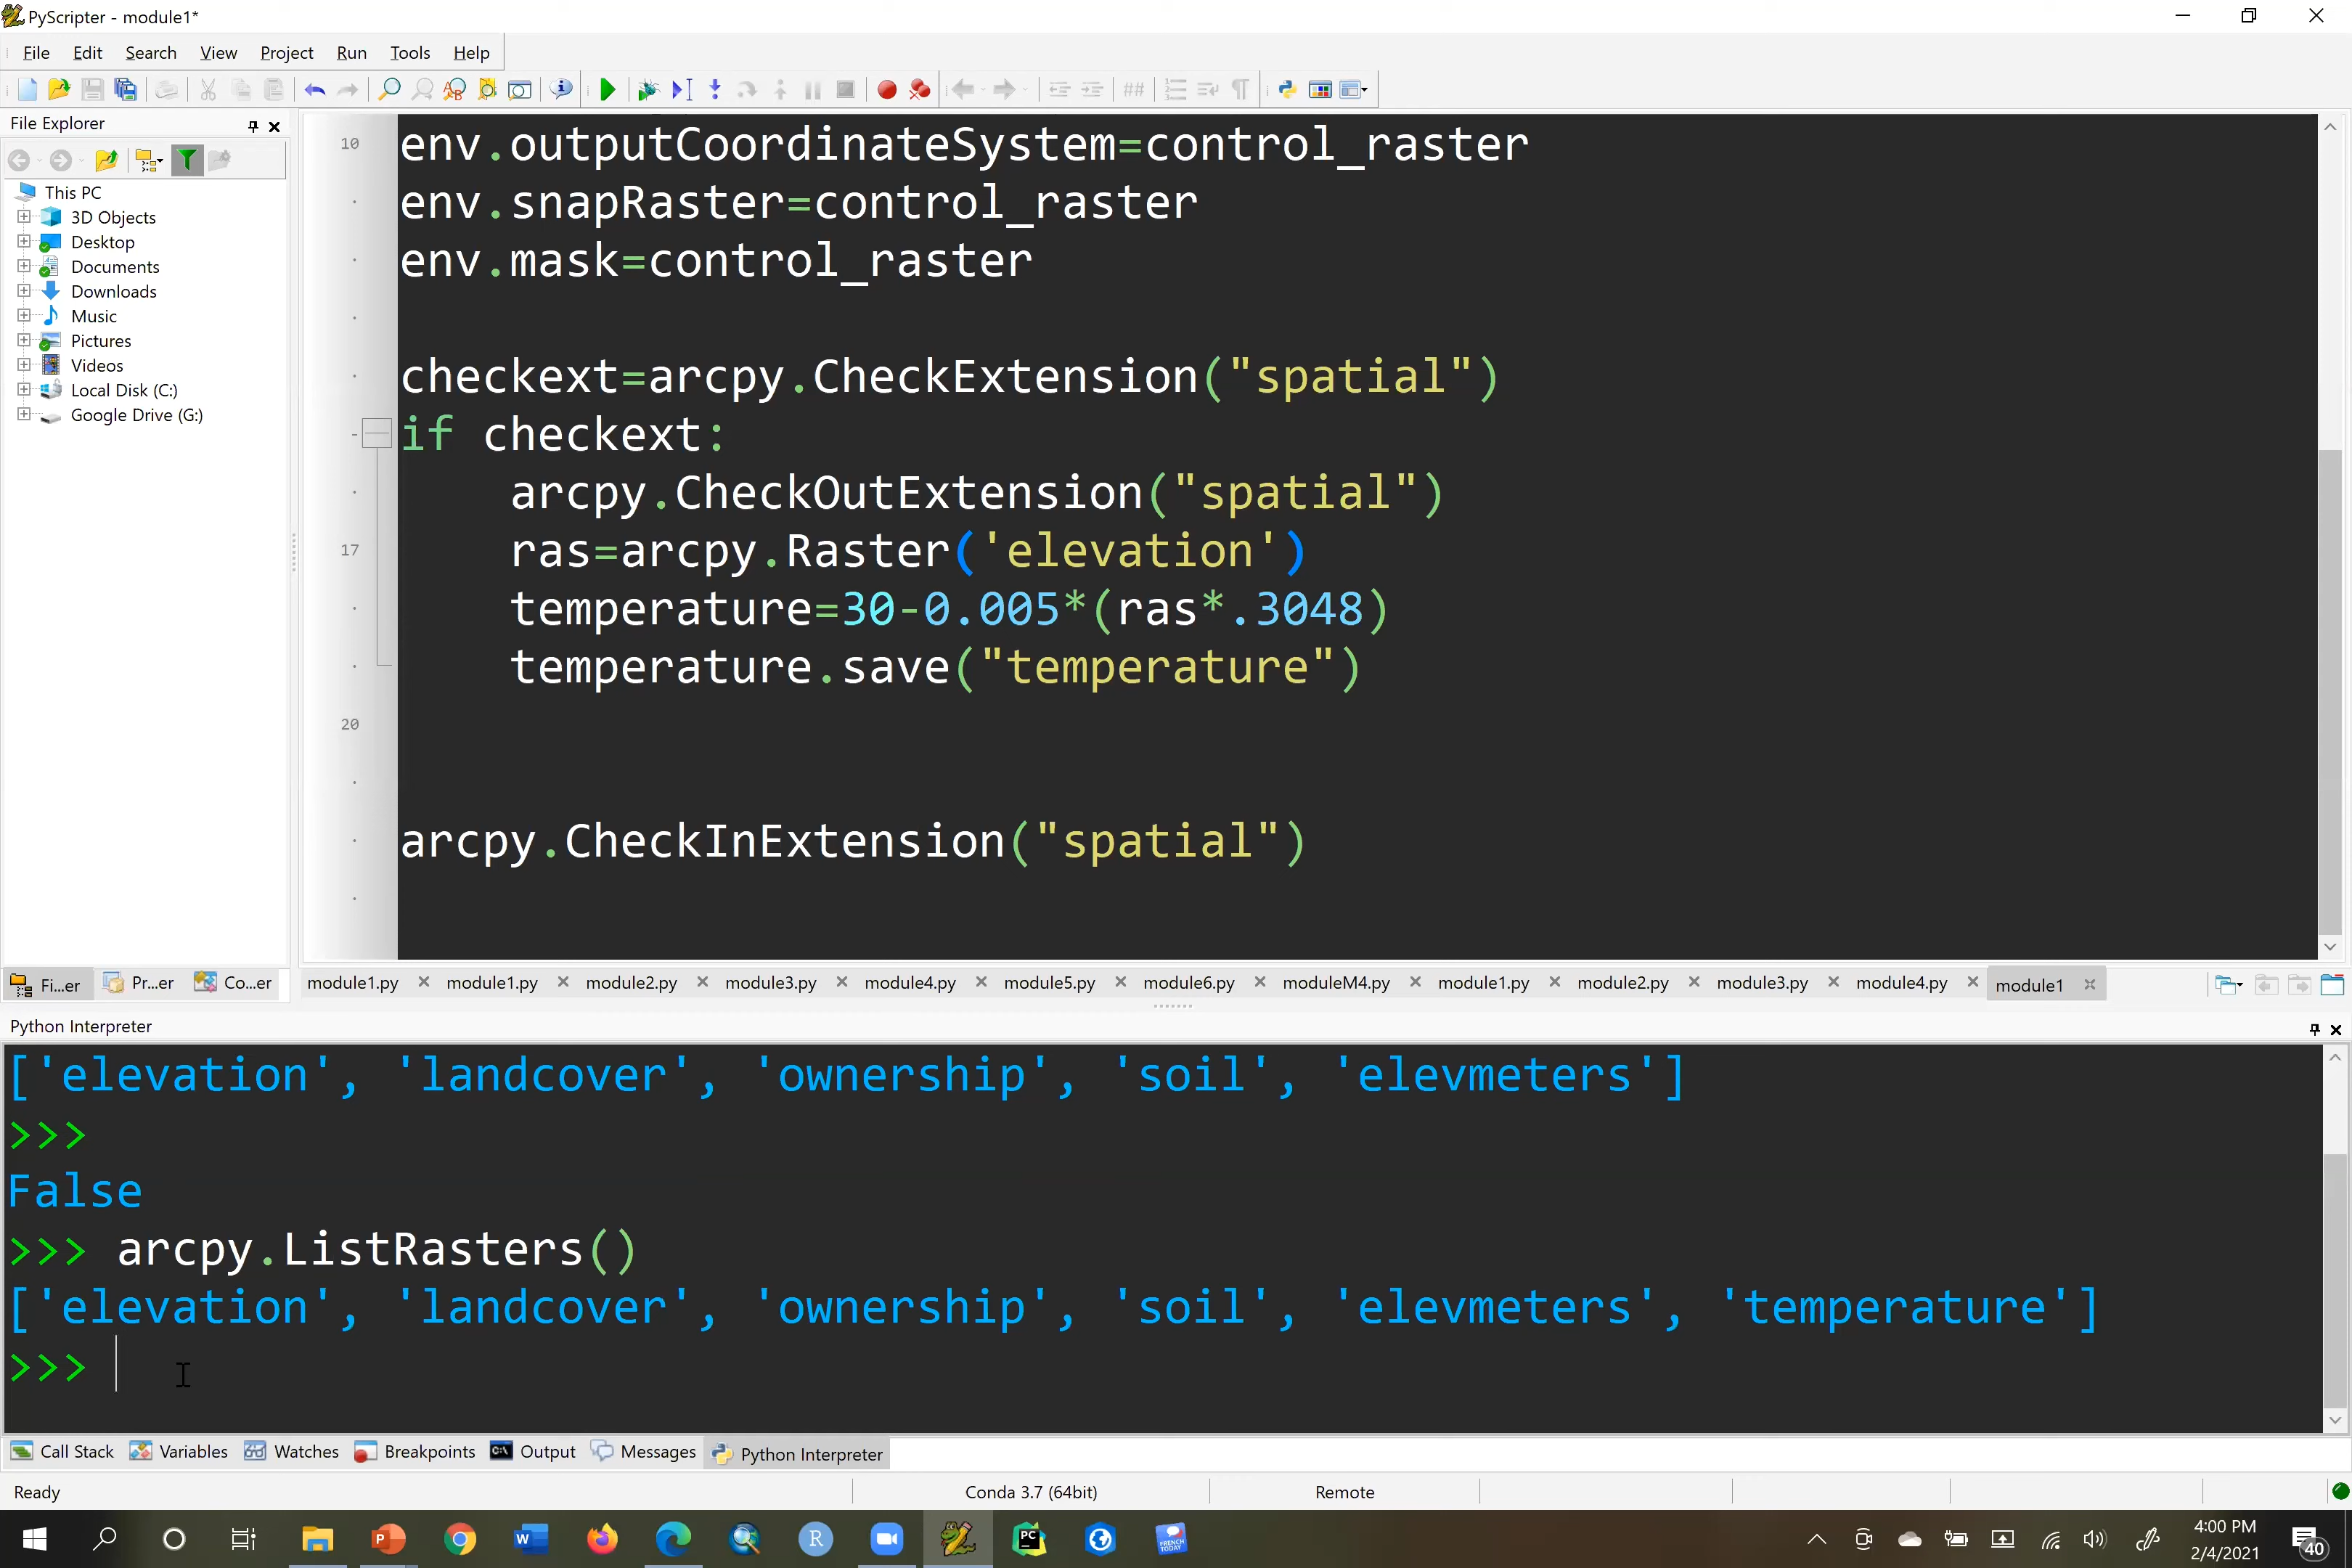 PyScripter - module1*
File Edit Search View Project Run Tools Help
File Explorer
This PC
3D Objects
Desktop
Documents
Downloads
Music
Pictures
Videos
Local Disk (C:)
Google Drive (G:)
Fi...er Pr...er Co...er
10 env.outputCoordinateSystem=control_raster
env.snapRaster=control_raster
env.mask=control_raster
checkext=arcpy.CheckExtension("spatial")
if checkext:
arcpy.CheckOutExtension("spatial")
17 ras=arcpy.Raster('elevation')
temperature=30-0.005*(ras*.3048)
temperature.save("temperature")
20
arcpy.CheckInExtension("spatial")
module1.py module1.py module2.py module3.py module4.py module5.py module6.py moduleM4.py module1.py module2.py module3.py module4.py module1
Python Interpreter
['elevation', 'landcover', 'ownership', 'soil', 'elevmeters']
>>>
False
>>> arcpy.ListRasters()
['elevation', 'landcover', 'ownership', 'soil', 'elevmeters', 'temperature']
>>>
Call Stack Variables Watches Breakpoints Output Messages Python Interpreter
Ready Conda 3.7 (64bit) Remote
4:00 PM
2/4/2021
40